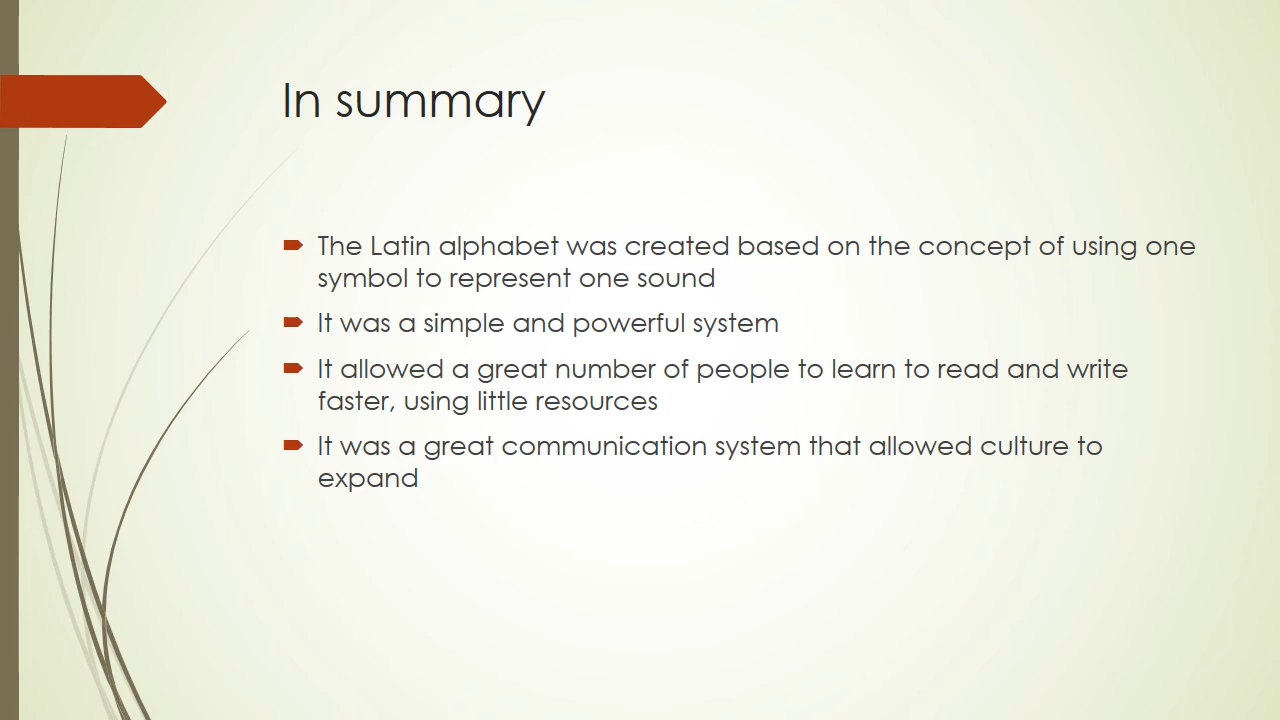 In summary
The Latin alphabet was created based on the concept of using one
symbol to represent one sound
It was a simple and powerful system
It allowed a great number of people to learn to read and write
faster, using little resources
It was a great communication system that allowed culture to
expand